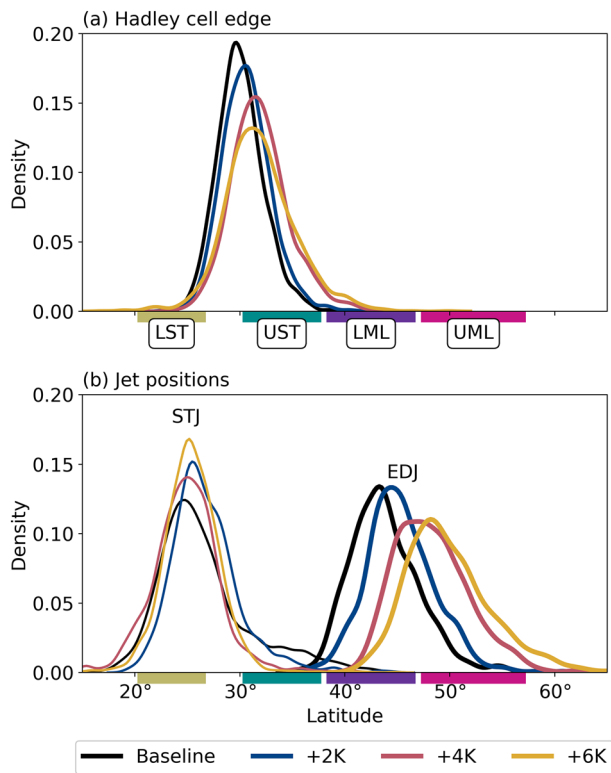 (a) Hadley cell edge
0.20
0.15
0.10
0.05
0.00
Density
LST UST LML UML
(b) Jet positions
0.20
0.15
0.10
0.05
0.00
Density
STJ
EDJ
20° 30° 40° 50° 60°
Latitude
Baseline +2K +4K +6K